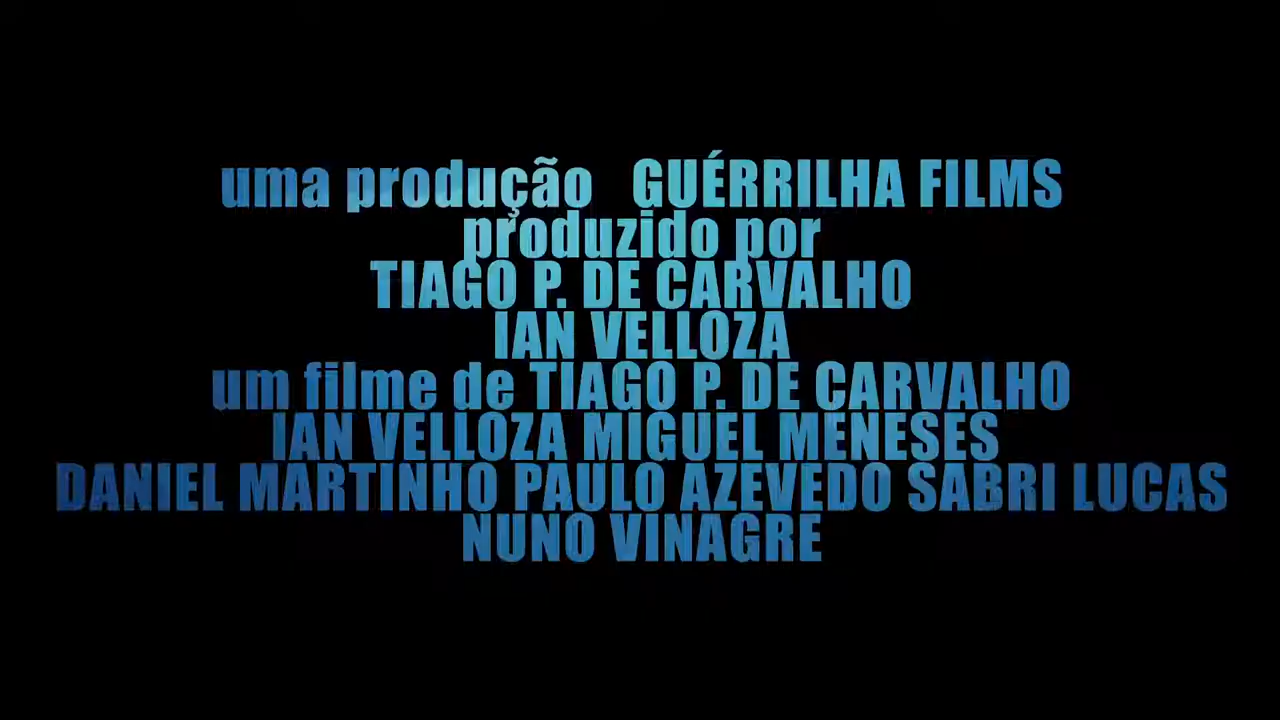 uma produção GUÉRRILHA FILMS
produzido por
TIAGO P. DE CARVALHO
IAN VELLOZA
um filme de TIAGO P. DE CARVALHO
IAN VELLOZA MIGUEL MENESES
DANIEL MARTINHO PAULO AZEVEDO SABRI LUCAS
NUNO VINAGRE